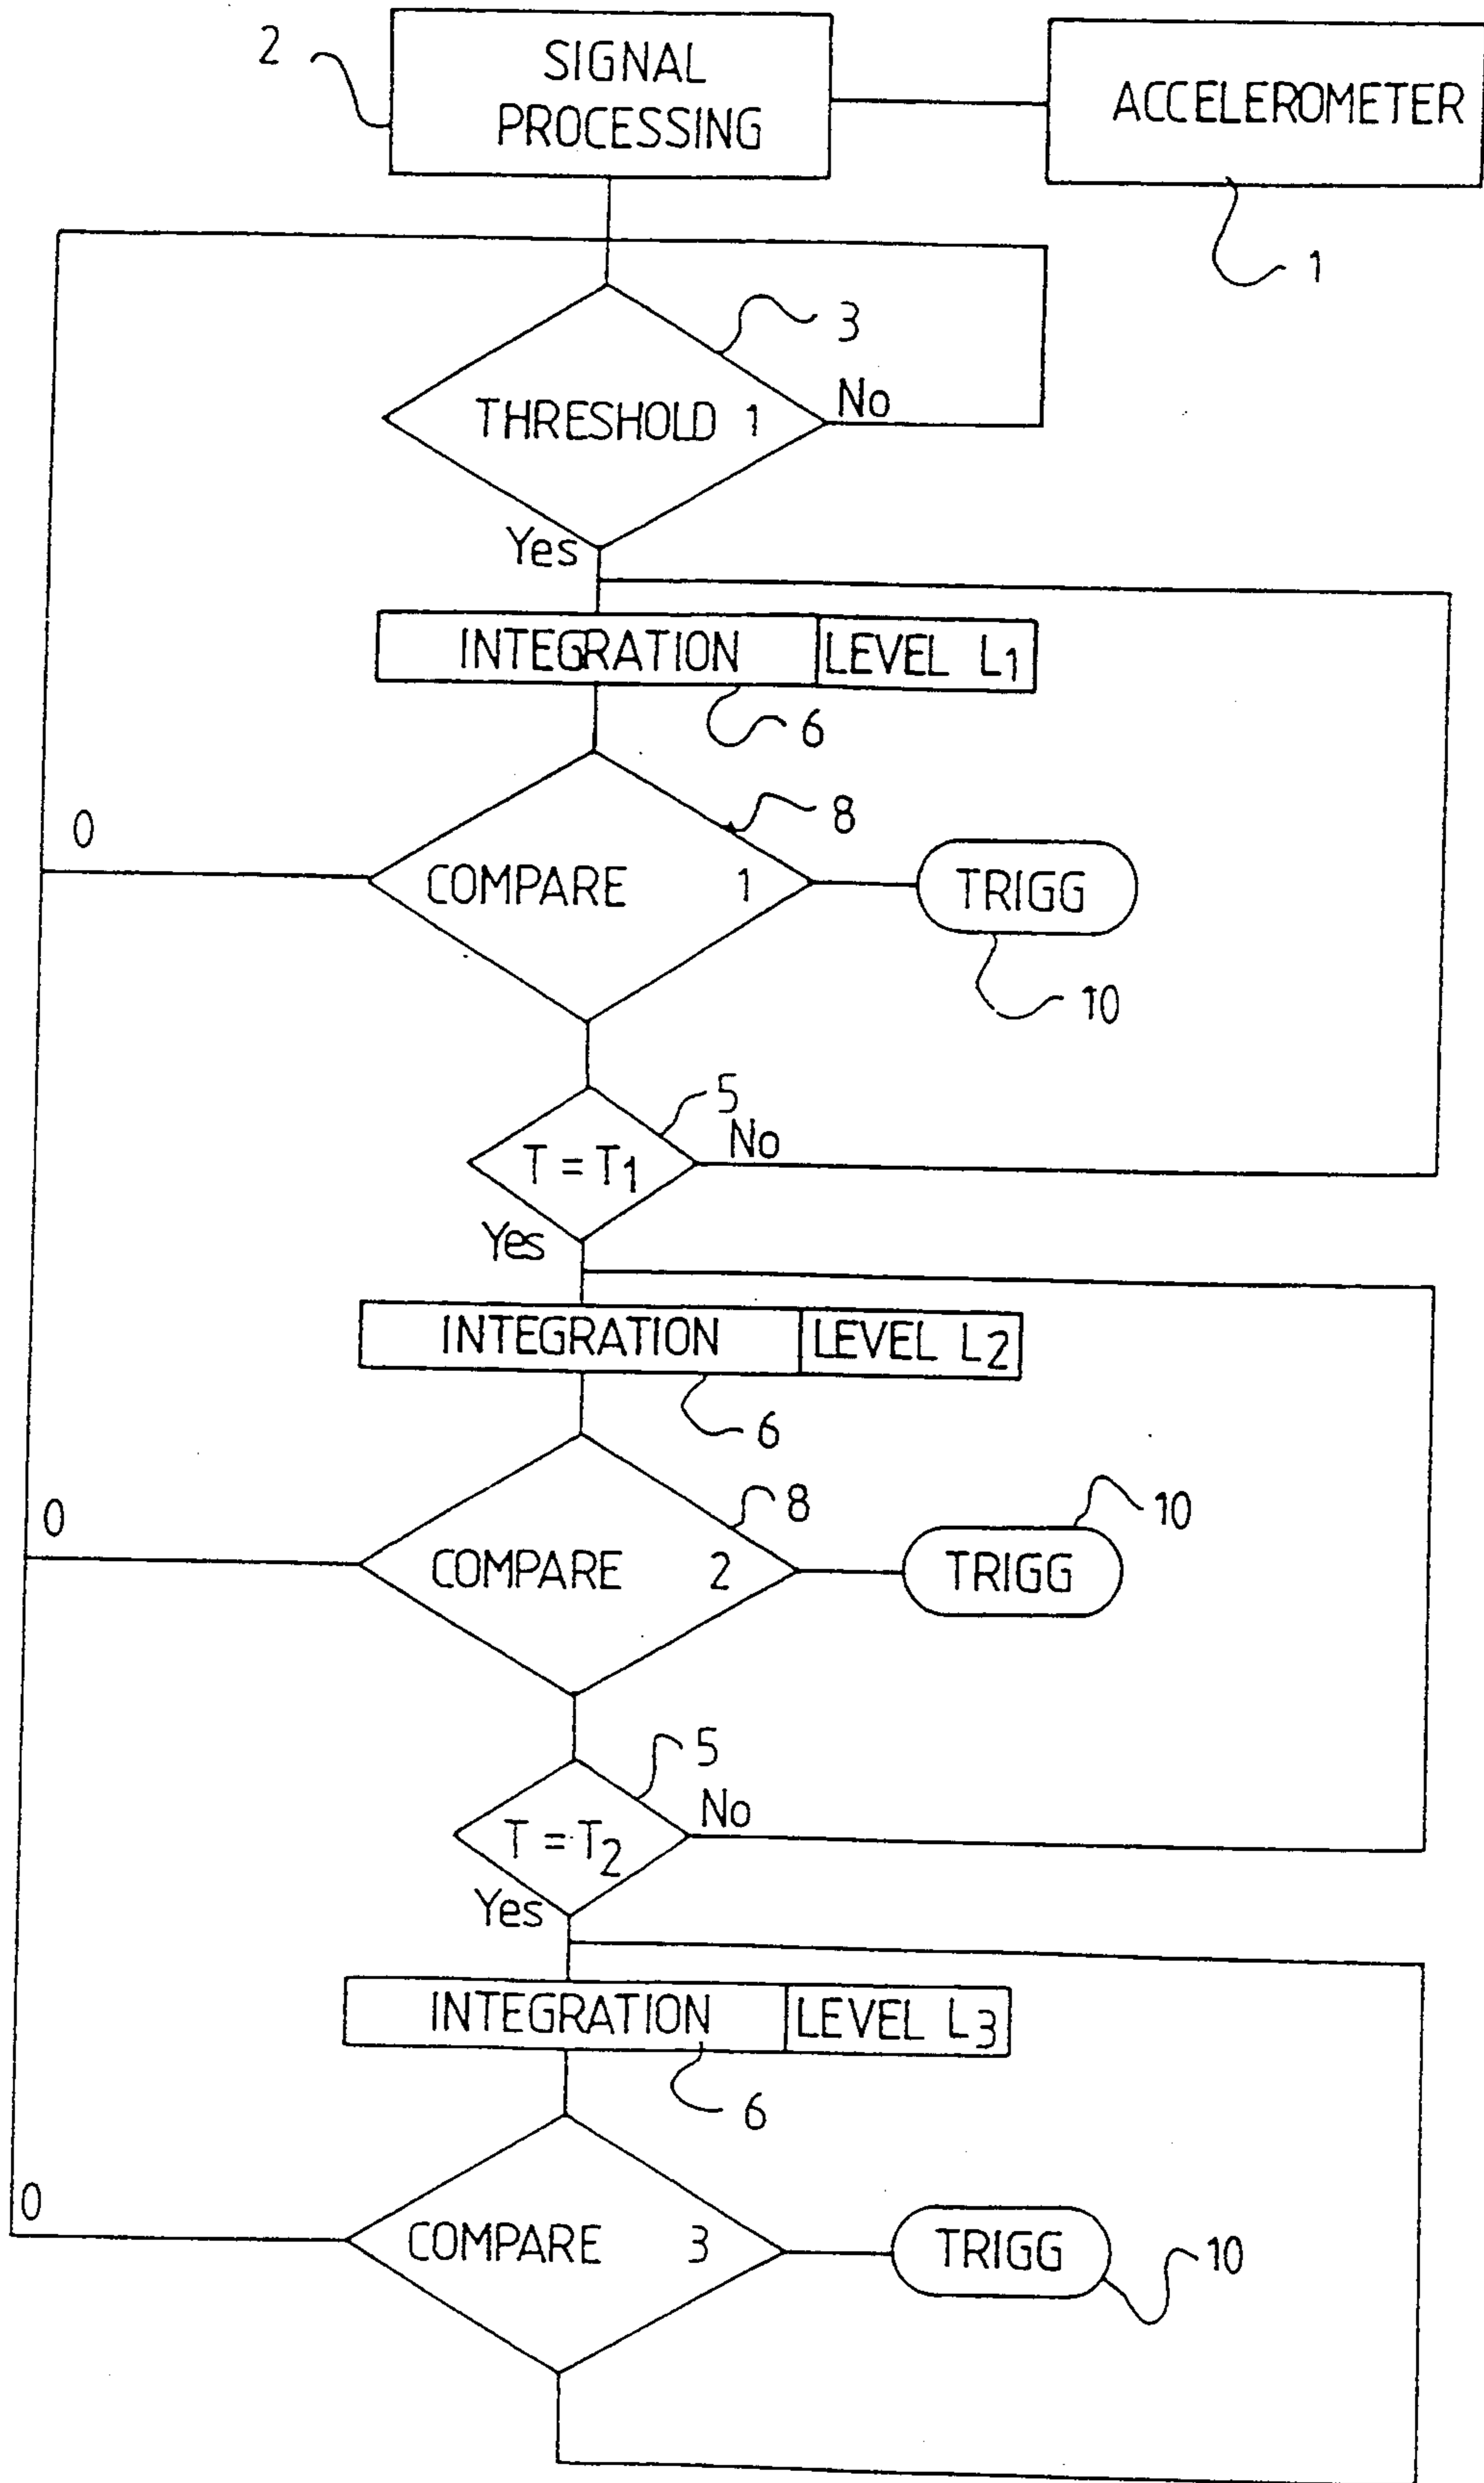 2
SIGNAL
PROCESSING
ACCELEROMETER
1
3
THRESHOLD 1
No
Yes
INTEGRATION
LEVEL L1
6
8
0
COMPARE 1
TRIGG
10
5
T = T1
No
Yes
INTEGRATION
LEVEL L2
6
8
10
0
COMPARE 2
TRIGG
5
T = T2
No
Yes
INTEGRATION
LEVEL L3
6
0
COMPARE 3
TRIGG
10